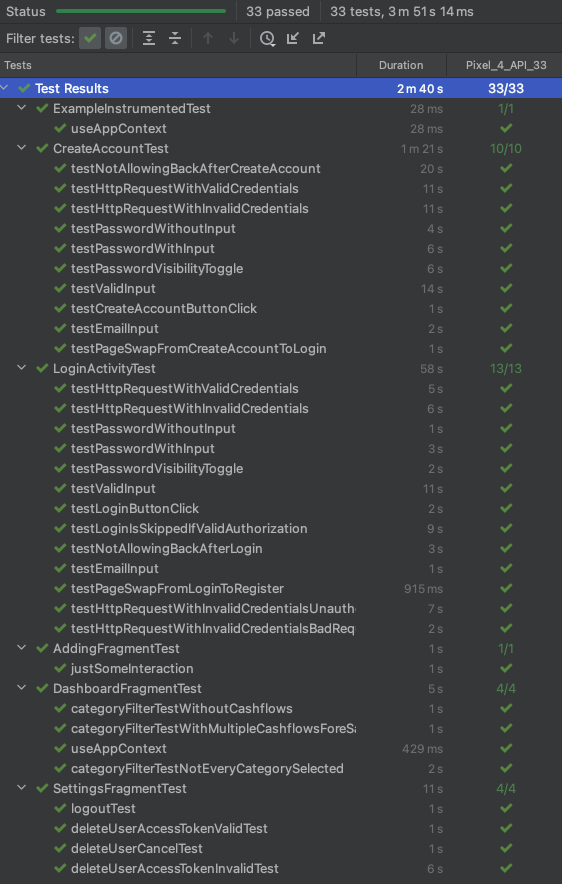 Status 33 passed 33 tests, 3 m 51 s 14 ms
Filter tests:
Tests Duration Pixel_4_API_33
Test Results 2 m 40 s 33/33
ExampleInstrumentedTest 28 ms 1/1
useAppContext 28 ms
CreateAccountTest 1 m 21 s 10/10
testNotAllowingBackAfterCreateAccount 20 s
testHttpRequestWithValidCredentials 11 s
testHttpRequestWithInvalidCredentials 11 s
testPasswordWithoutInput 4 s
testPasswordWithInput 6 s
testPasswordVisibilityToggle 6 s
testValidInput 14 s
testCreateAccountButtonClick 1 s
testEmailInput 2 s
testPageSwapFromCreateAccountToLogin 1 s
LoginActivityTest 58 s 13/13
testHttpRequestWithValidCredentials 5 s
testHttpRequestWithInvalidCredentials 6 s
testPasswordWithoutInput 1 s
testPasswordWithInput 3 s
testPasswordVisibilityToggle 2 s
testValidInput 11 s
testLoginButtonClick 2 s
testLoginIsSkippedIfValidAuthorization 9 s
testNotAllowingBackAfterLogin 3 s
testEmailInput 1 s
testPageSwapFromLoginToRegister 915 ms
testHttpRequestWithInvalidCredentialsUnauth 7 s
testHttpRequestWithInvalidCredentialsBadReq 2 s
AddingFragmentTest 1 s 1/1
justSomeInteraction 1 s
DashboardFragmentTest 5 s 4/4
categoryFilterTestWithoutCashflows 1 s
categoryFilterTestWithMultipleCashflowsForeSa 1 s
useAppContext 429 ms
categoryFilterTestNotEveryCategorySelected 2 s
SettingsFragmentTest 11 s 4/4
logoutTest 1 s
deleteUserAccessTokenValidTest 1 s
deleteUserCancelTest 1 s
deleteUserAccessTokenInvalidTest 6 s